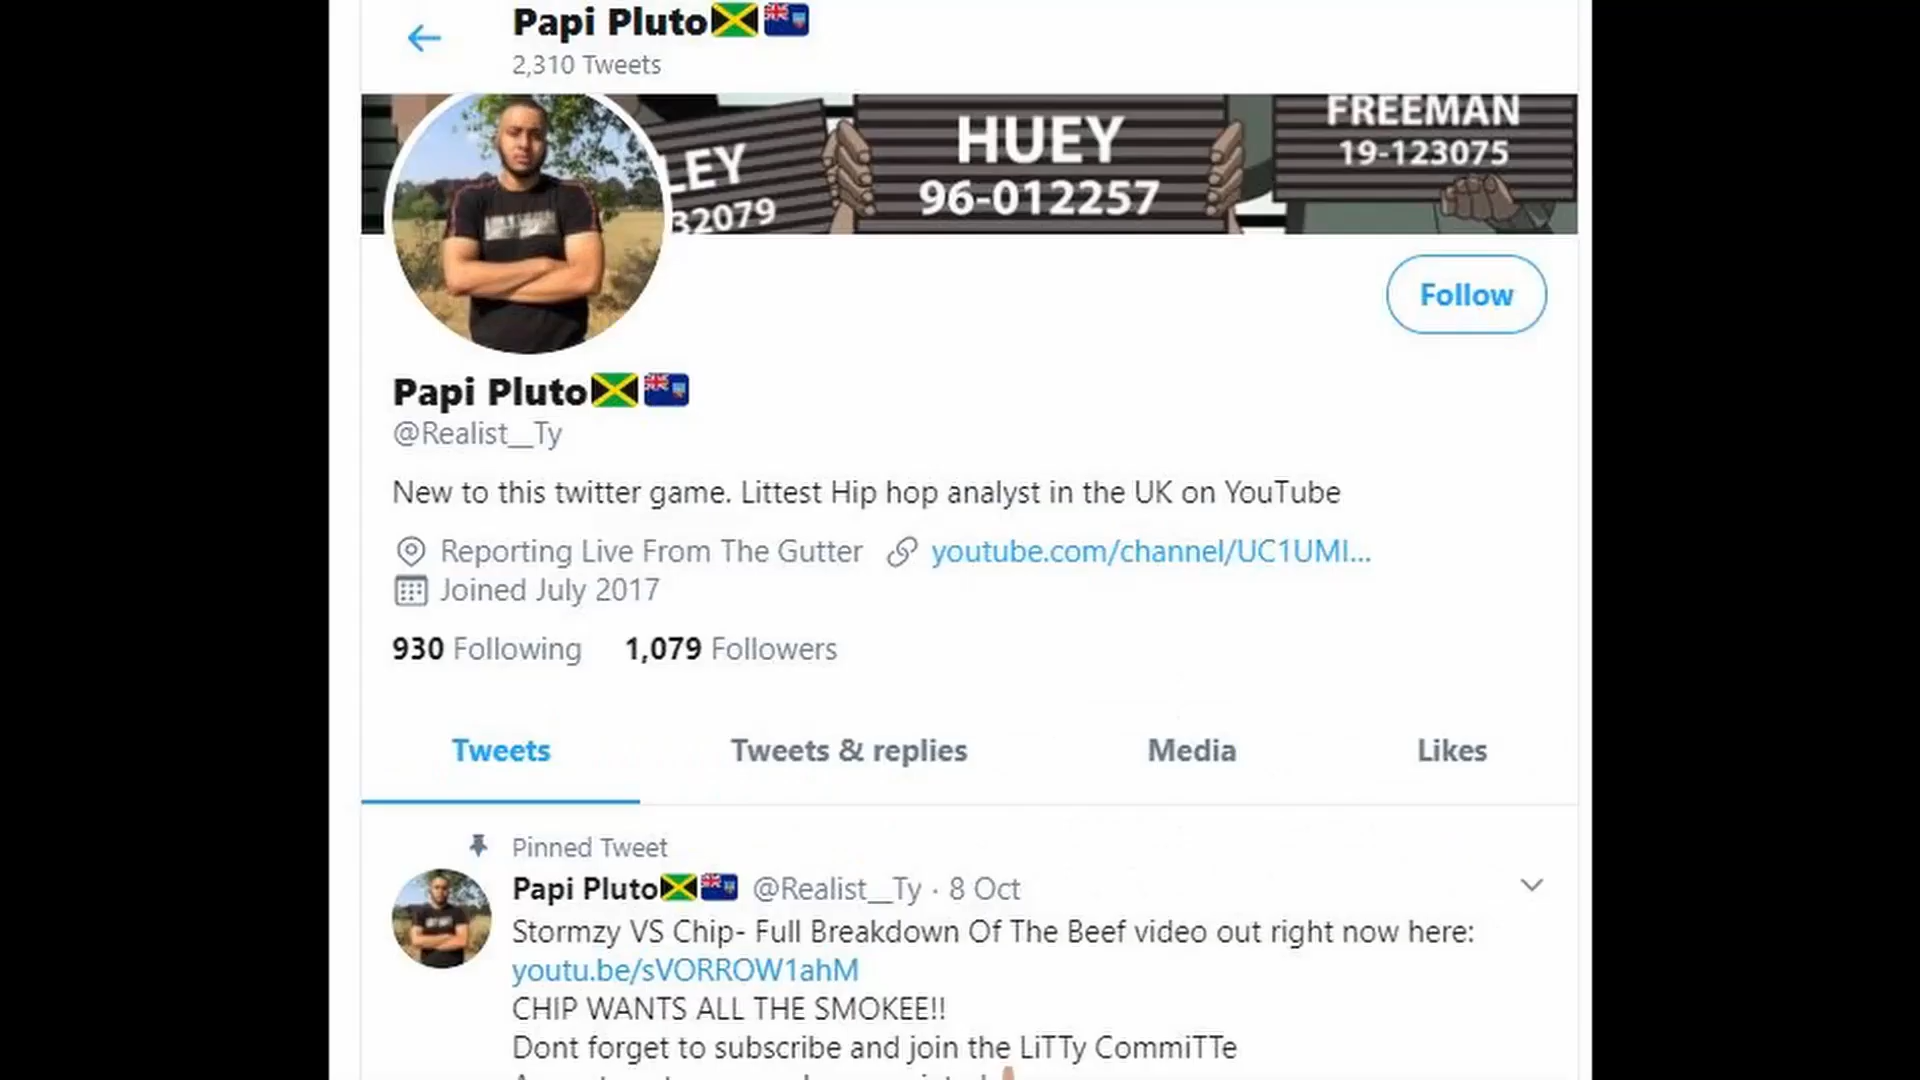 Papi Pluto
2,310 Tweets
LEY
32079
HUEY
96-012257
FREEMAN
19-123075
Follow
Papi Pluto
@Realist__Ty
New to this twitter game. Littest Hip hop analyst in the UK on YouTube
Reporting Live From The Gutter youtube.com/channel/UC1UMI...
Joined July 2017
930 Following 1,079 Followers
Tweets Tweets & replies Media Likes
Pinned Tweet
Papi Pluto @Realist__Ty · 8 Oct
Stormzy VS Chip- Full Breakdown Of The Beef video out right now here:
youtu.be/sVORROW1ahM
CHIP WANTS ALL THE SMOKEE!!
Dont forget to subscribe and join the LiTTy CommiTTe